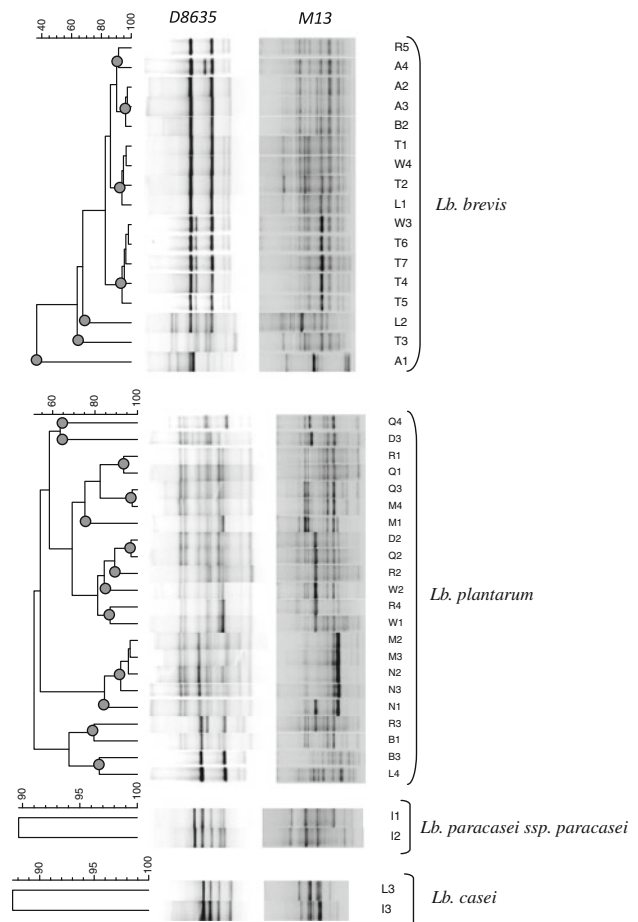 D8635 M13
40 60 80 100
R5
A4
A2
A3
B2
T1
W4
T2
L1
W3
T6
T7
T4
T5
L2
T3
A1
Lb. brevis
60 80 100
Q4
D3
R1
Q1
Q3
M4
M1
D2
Q2
R2
W2
R4
W1
M2
M3
N2
N3
N1
R3
B1
B3
L4
Lb. plantarum
90 95 100
I1
I2
Lb. paracasei ssp. paracasei
90 95 100
L3
I3
Lb. casei